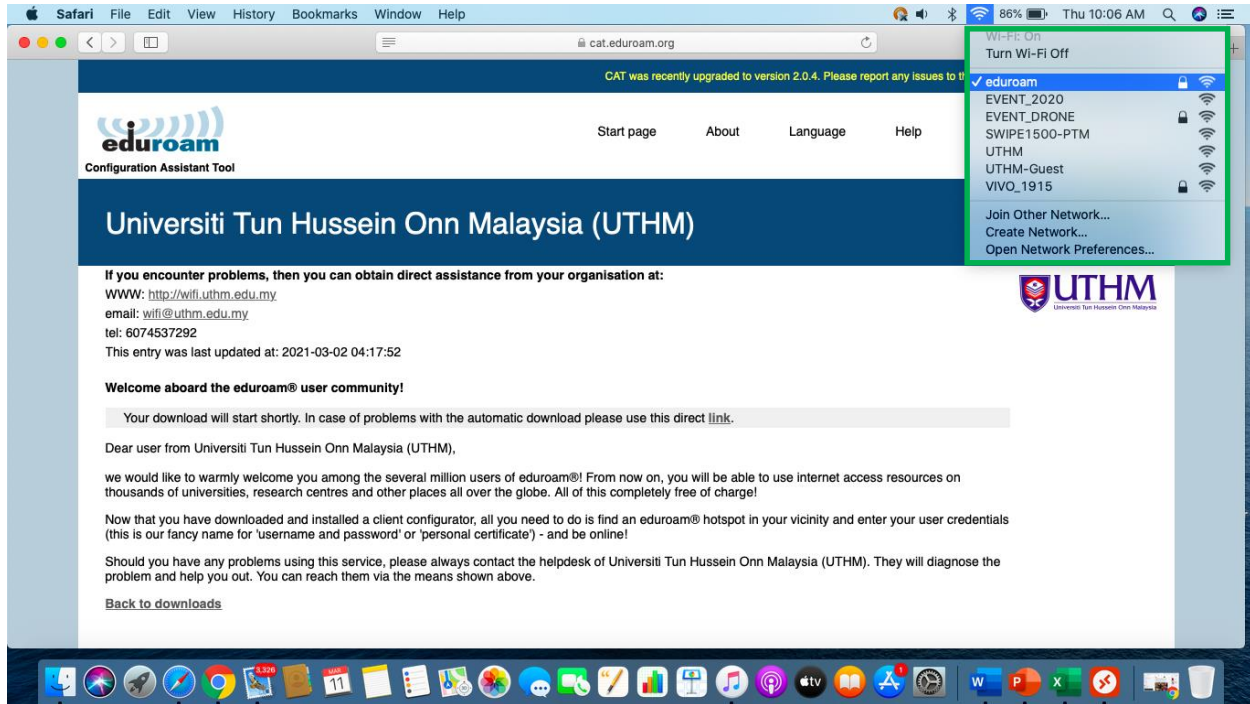 Safari File Edit View History Bookmarks Window Help 86% Thu 10:06 AM
cat.eduroam.org
CAT was recently upgraded to version 2.0.4. Please report any issues to th
Wi-Fi: On
Turn Wi-Fi Off
eduroam
EVENT_2020
EVENT_DRONE
SWIPE1500-PTM
UTHM
UTHM-Guest
VIVO_1915
Join Other Network...
Create Network...
Open Network Preferences...
eduroam
Configuration Assistant Tool
Start page About Language Help
Universiti Tun Hussein Onn Malaysia (UTHM)
If you encounter problems, then you can obtain direct assistance from your organisation at:
WWW: http://wifi.uthm.edu.my
email: wifi@uthm.edu.my
tel: 6074537292
This entry was last updated at: 2021-03-02 04:17:52
UTHM
Universiti Tun Hussein Onn Malaysia
Welcome aboard the eduroam® user community!
Your download will start shortly. In case of problems with the automatic download please use this direct link.
Dear user from Universiti Tun Hussein Onn Malaysia (UTHM),
we would like to warmly welcome you among the several million users of eduroam®! From now on, you will be able to use internet access resources on
thousands of universities, research centres and other places all over the globe. All of this completely free of charge!
Now that you have downloaded and installed a client configurator, all you need to do is find an eduroam® hotspot in your vicinity and enter your user credentials
(this is our fancy name for 'username and password' or 'personal certificate') - and be online!
Should you have any problems using this service, please always contact the helpdesk of Universiti Tun Hussein Onn Malaysia (UTHM). They will diagnose the
problem and help you out. You can reach them via the means shown above.
Back to downloads
3,326
MAR
11
tv
1
W
P
X